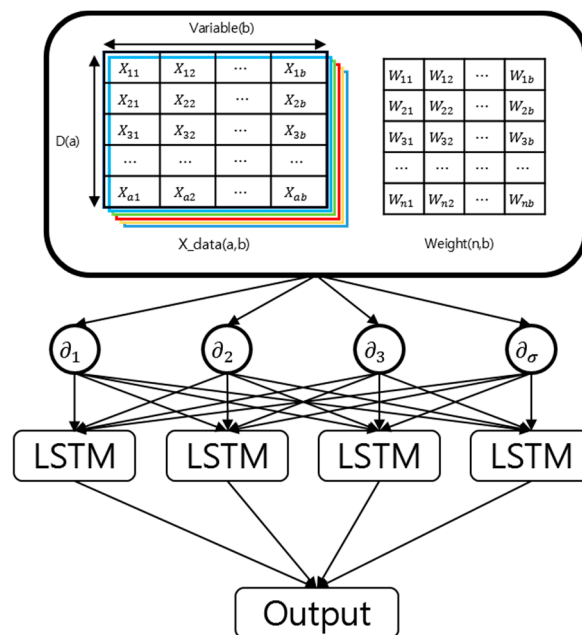 Variable(b)
X₁₁ X₁₂ ⋯ X₁b W₁₁ W₁₂ ⋯ W₁b
X₂₁ X₂₂ ⋯ X₂b W₂₁ W₂₂ ⋯ W₂b
D(a) X₃₁ X₃₂ ⋯ X₃b W₃₁ W₃₂ ⋯ W₃b
⋯ ⋯ ⋯ ⋯ ⋯ ⋯ ⋯ ⋯
Xa₁ Xa₂ ⋯ Xab Wn₁ Wn₂ ⋯ Wnb
X_data(a,b) Weight(n,b)
∂₁ ∂₂ ∂₃ ∂σ
LSTM LSTM LSTM LSTM
Output